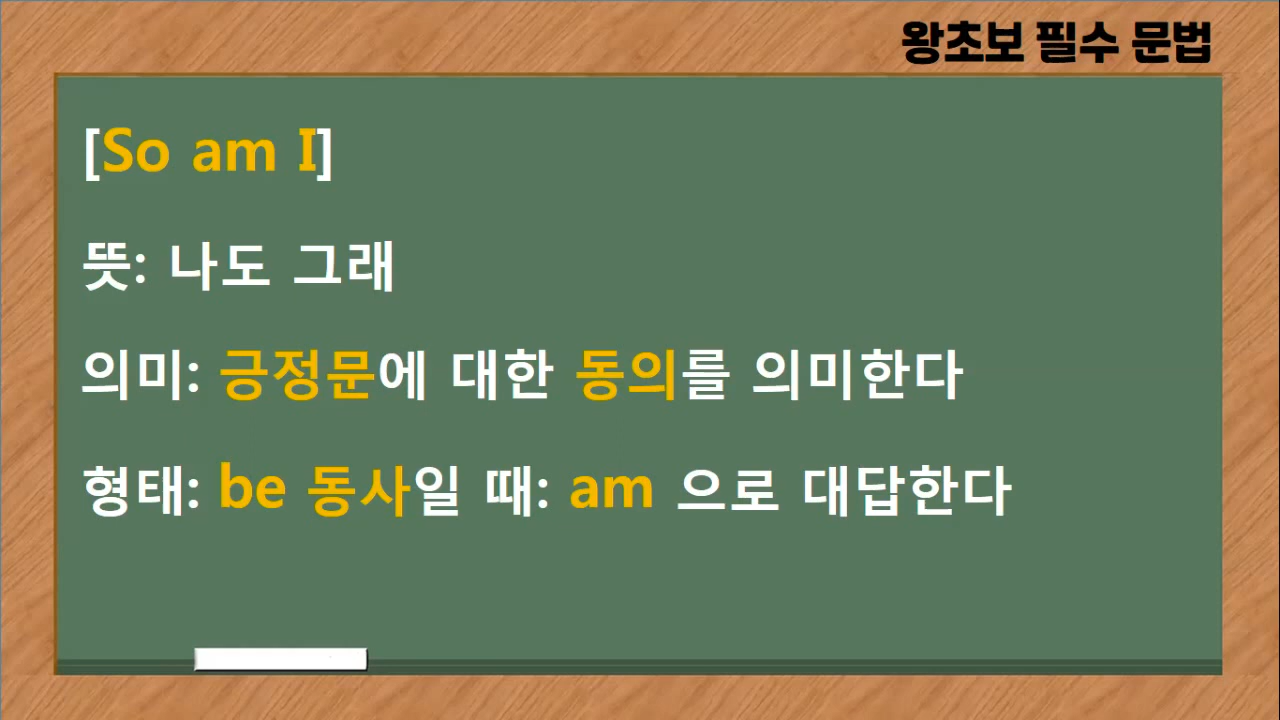 왕초보 필수 문법
[So am I]
뜻: 나도 그래
의미: 긍정문에 대한 동의를 의미한다
형태: be 동사일 때: am 으로 대답한다